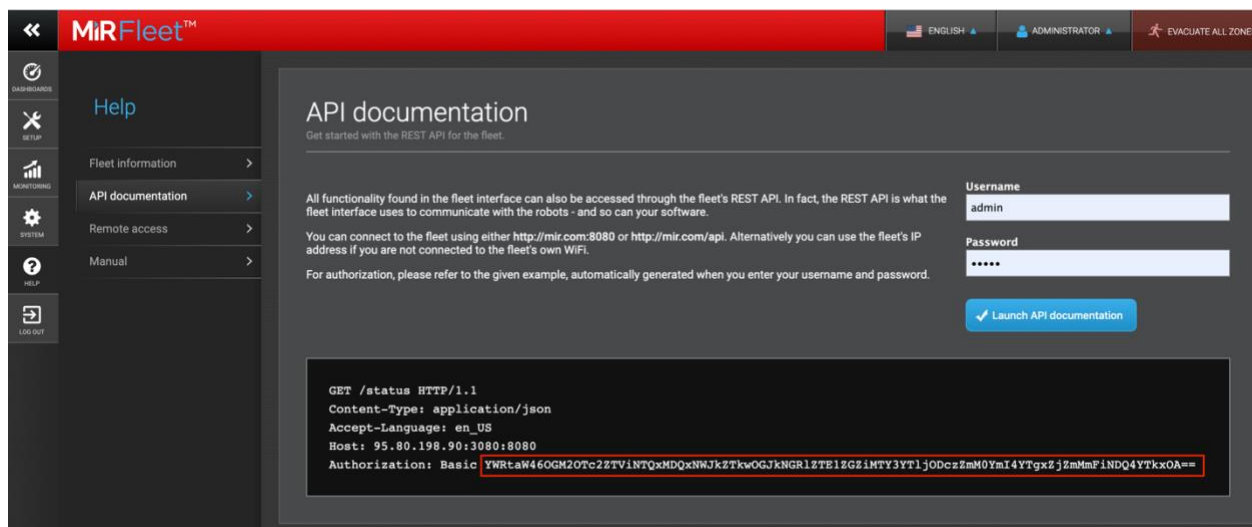 MiRFleet™
ENGLISH
ADMINISTRATOR
EVACUATE ALL ZONE
DASHBOARDS
SETUP
MONITORING
SYSTEM
HELP
LOG OUT
Help
Fleet information
API documentation
Remote access
Manual
API documentation
Get started with the REST API for the fleet.
All functionality found in the fleet interface can also be accessed through the fleet's REST API. In fact, the REST API is what the
fleet interface uses to communicate with the robots - and so can your software.
You can connect to the fleet using either http://mir.com:8080 or http://mir.com/api. Alternatively you can use the fleet's IP
address if you are not connected to the fleet's own WiFi.
For authorization, please refer to the given example, automatically generated when you enter your username and password.
Username
admin
Password
•••••
Launch API documentation
GET /status HTTP/1.1
Content-Type: application/json
Accept-Language: en_US
Host: 95.80.198.90:3080:8080
Authorization: Basic YWRtaW46OGM2OTc2ZTViNTQxMDQxNWJkZTkwOGJkNGRlZTE1ZGZiMTY3YTljODczZmM0YmI4YTgxZjZmMmFiNDQ4YTkxOA==